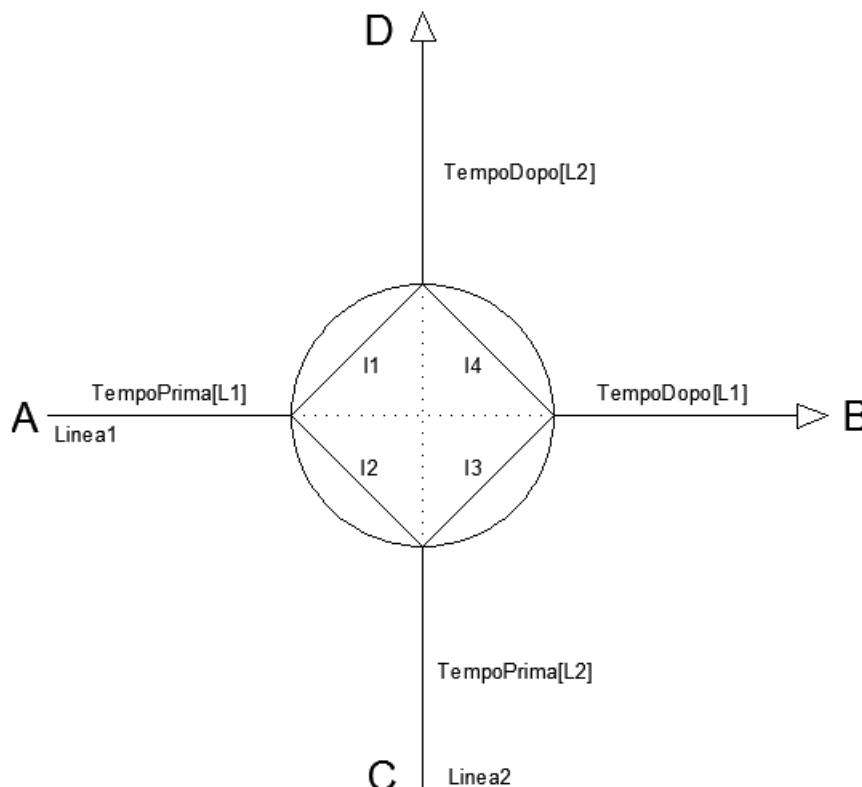 D
TempoDopo[L2]
I1
I4
TempoPrima[L1]
TempoDopo[L1]
A
B
Linea1
I2
I3
TempoPrima[L2]
C
Linea2